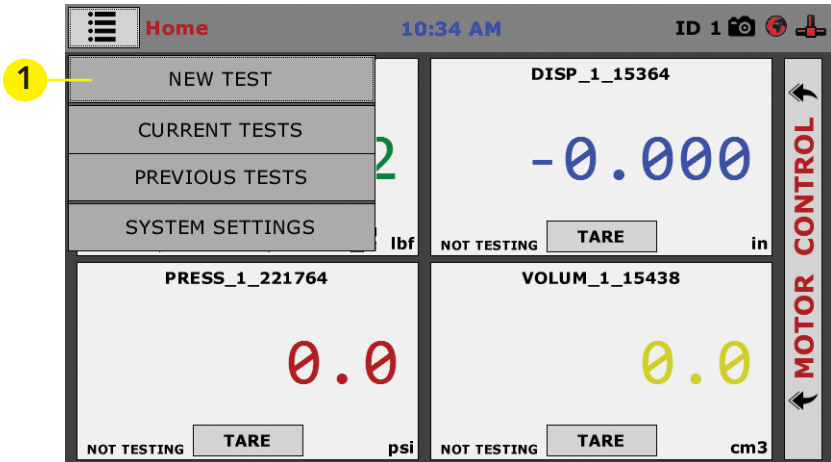 Home 10:34 AM ID 1
1
NEW TEST
CURRENT TESTS
PREVIOUS TESTS
SYSTEM SETTINGS
2
lbf
DISP_1_15364
-0.000
NOT TESTING TARE in
PRESS_1_221764
0.0
NOT TESTING TARE psi
VOLUM_1_15438
0.0
NOT TESTING TARE cm3
MOTOR CONTROL